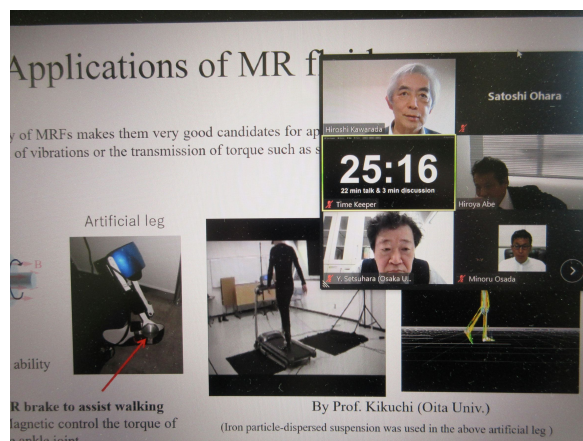 Applications of MR
y of MRFs makes them very good candidates for ap
of vibrations or the transmission of torque such as s
Hiroshi Kawarada
Satoshi Ohara
25:16
22 min talk & 3 min discussion
Time Keeper
Hiroya Abe
Y. Setsuhara (Osaka U...
Minoru Osada
Artificial leg
B
ability
R brake to assist walking
Magnetic control the torque of
ankle joint
By Prof. Kikuchi (Oita Univ.)
(Iron particle-dispersed suspension was used in the above artificial leg )